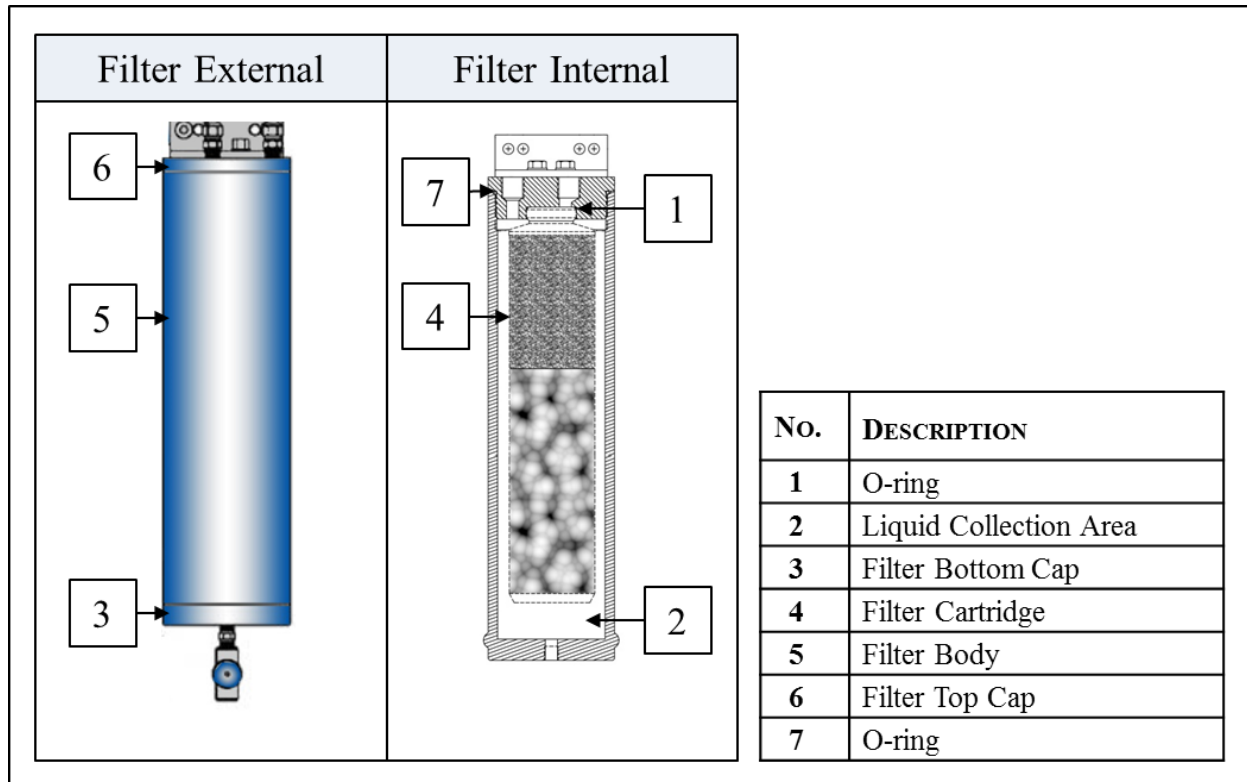 Filter External Filter Internal
6
7
1
5
4
3
2
No. DESCRIPTION
1 O-ring
2 Liquid Collection Area
3 Filter Bottom Cap
4 Filter Cartridge
5 Filter Body
6 Filter Top Cap
7 O-ring